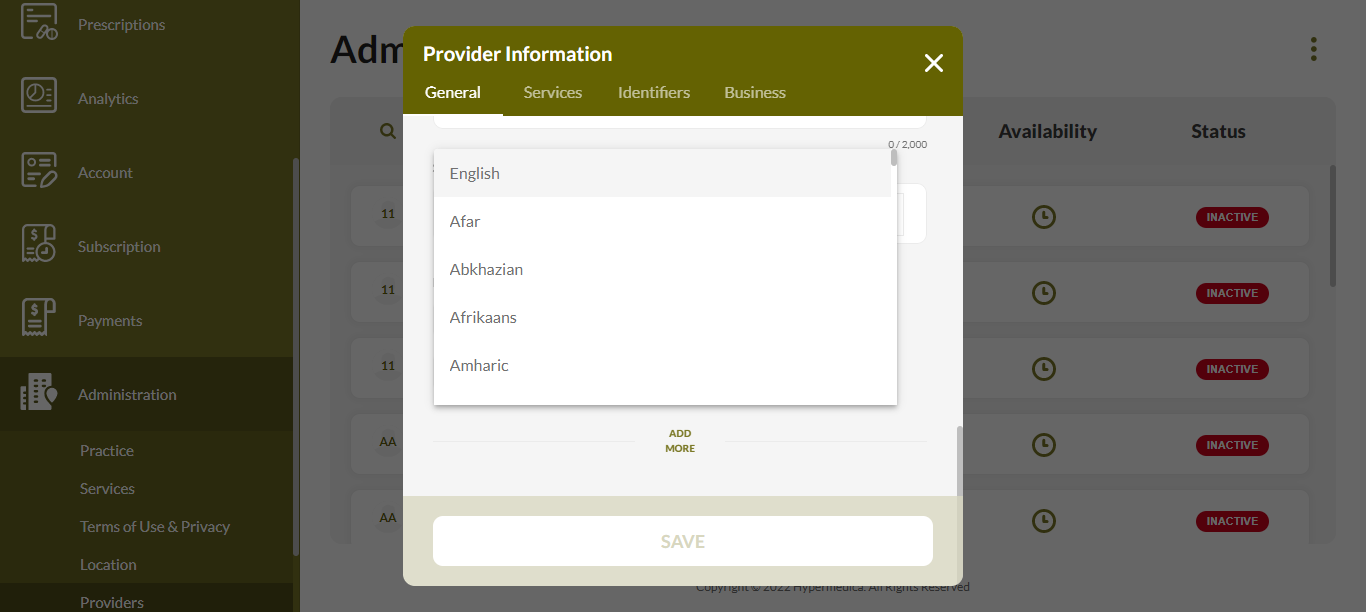 Prescriptions
Analytics
Account
Subscription
Payments
Administration
Practice
Services
Terms of Use & Privacy
Location
Providers
Adm
Availability
Status
11
INACTIVE
11
INACTIVE
11
INACTIVE
AA
INACTIVE
AA
INACTIVE
Provider Information
General
Services
Identifiers
Business
0 / 2,000
English
Afar
Abkhazian
Afrikaans
Amharic
ADD
MORE
SAVE
Copyright © 2022 Hypermedica. All Rights Reserved